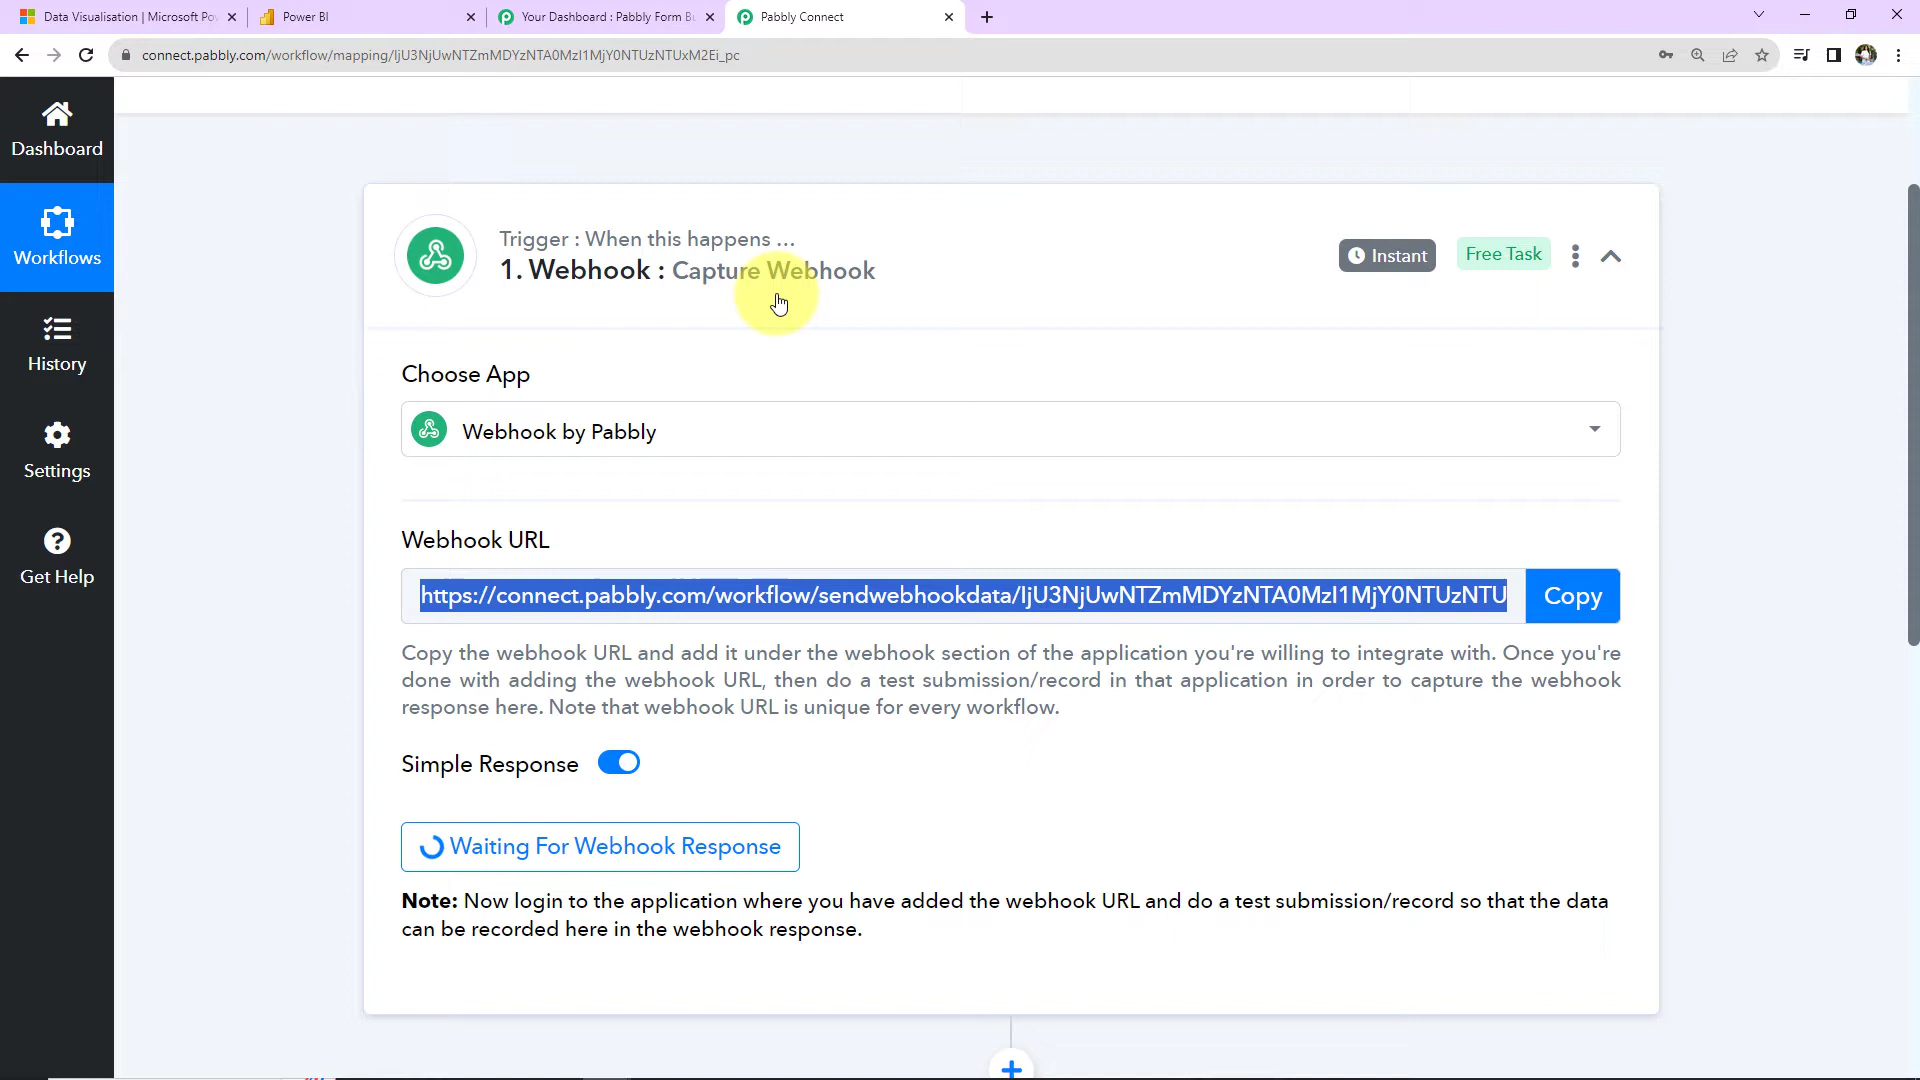 Data Visualisation | Microsoft Po
Power BI
Your Dashboard : Pabbly Form Bu
Pabbly Connect
connect.pabbly.com/workflow/mapping/IjU3NjUwNTZmMDYzNTA0MzI1MjY0NTUzNTUxM2Ei_pc
Dashboard
Workflows
History
Settings
Get Help
Trigger : When this happens ...
1. Webhook : Capture Webhook
Instant
Free Task
Choose App
Webhook by Pabbly
Webhook URL
https://connect.pabbly.com/workflow/sendwebhookdata/IjU3NjUwNTZmMDYzNTA0MzI1MjY0NTUzNTU
Copy
Copy the webhook URL and add it under the webhook section of the application you're willing to integrate with. Once you're
done with adding the webhook URL, then do a test submission/record in that application in order to capture the webhook
response here. Note that webhook URL is unique for every workflow.
Simple Response
Waiting For Webhook Response
Note: Now login to the application where you have added the webhook URL and do a test submission/record so that the data
can be recorded here in the webhook response.